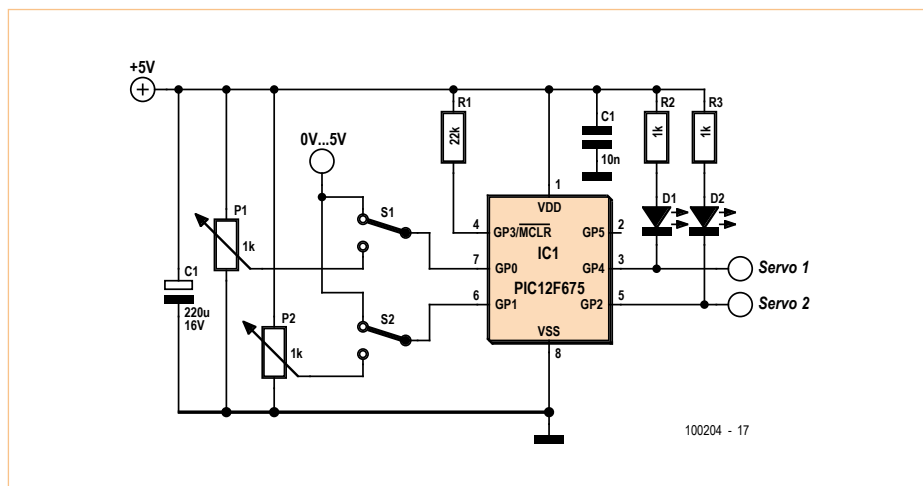 +5V
R1
R2
R3
C1
0V...5V
22k
1k
1k
10n
1
P1
S1
D1
D2
VDD
4
GP3/MCLR
GP5
2
1k
IC1
7
GP0
GP4
3
Servo 1
C1
PIC12F675
220u
16V
6
GP1
GP2
5
Servo 2
P2
S2
1k
VSS
8
100204 - 17